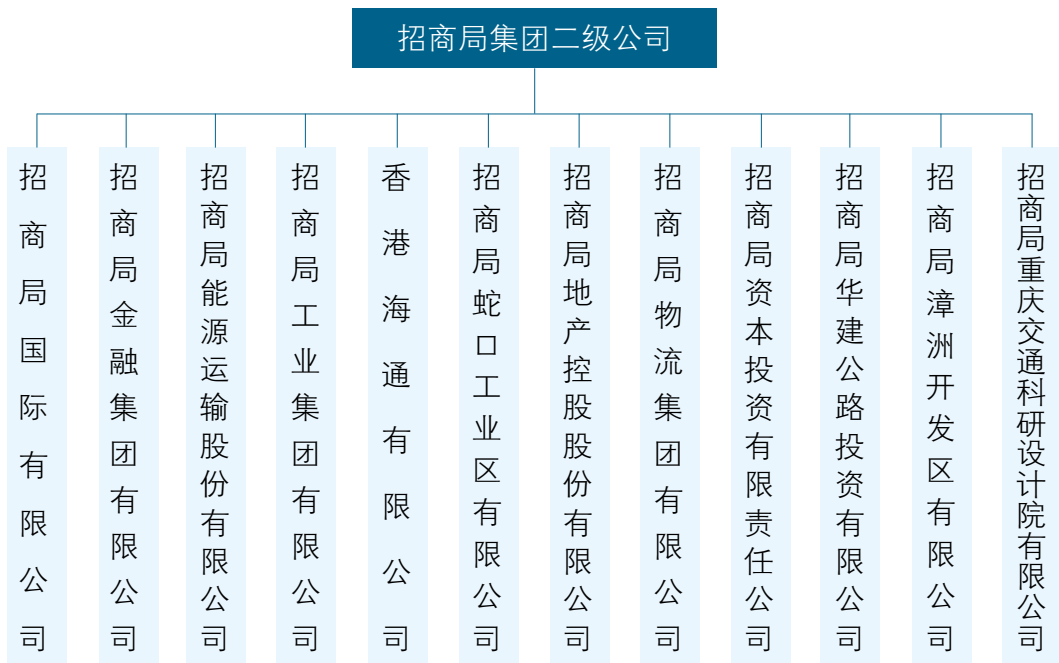 招商局集团二级公司
招商局国际有限公司
招商局金融集团有限公司
招商局能源运输股份有限公司
招商局工业集团有限公司
香港海通有限公司
招商局蛇口工业区有限公司
招商局地产控股股份有限公司
招商局物流集团有限公司
招商局资本投资有限责任公司
招商局华建公路投资有限公司
招商局漳洲开发区有限公司
招商局重庆交通科研设计院有限公司